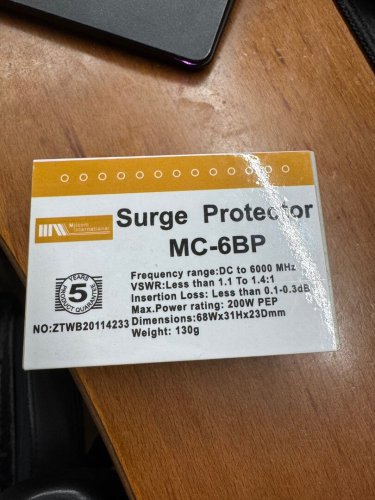 Milcom
International
Surge Protector
MC-6BP
Frequency range:DC to 6000 MHz
VSWR:Less than 1.1 To 1.4:1
Insertion Loss: Less than 0.1-0.3dB
Max.Power rating: 200W PEP
Dimensions:68Wx31Hx23Dmm
Weight: 130g
5
YEARS
PRODUCT GUARANTEE
NO:ZTWB20114233